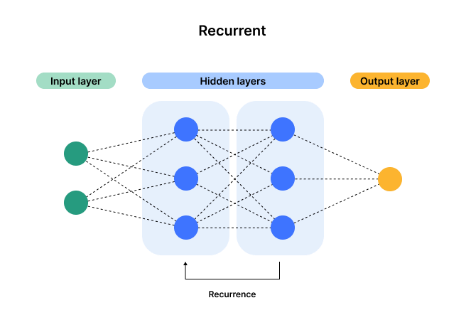 Recurrent
Input layer
Hidden layers
Output layer
Recurrence